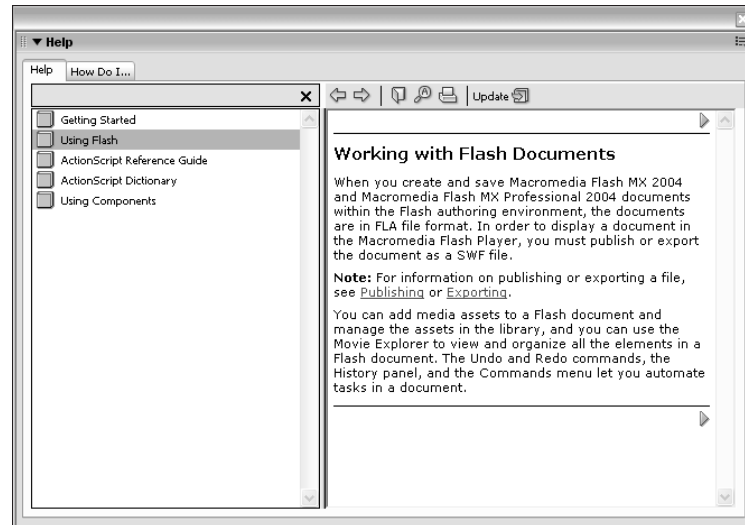 Help
Help How Do I...
Update
Getting Started
Using Flash
ActionScript Reference Guide
ActionScript Dictionary
Using Components
Working with Flash Documents
When you create and save Macromedia Flash MX 2004
and Macromedia Flash MX Professional 2004 documents
within the Flash authoring environment, the documents
are in FLA file format. In order to display a document in
the Macromedia Flash Player, you must publish or export
the document as a SWF file.
Note: For information on publishing or exporting a file,
see Publishing or Exporting.
You can add media assets to a Flash document and
manage the assets in the library, and you can use the
Movie Explorer to view and organize all the elements in a
Flash document. The Undo and Redo commands, the
History panel, and the Commands menu let you automate
tasks in a document.